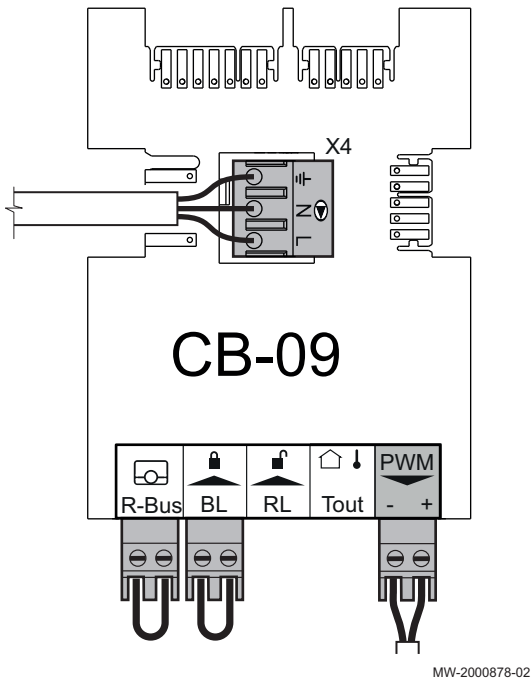 X4
N
L
CB-09
PWM
R-Bus BL RL Tout - +
MW-2000878-02